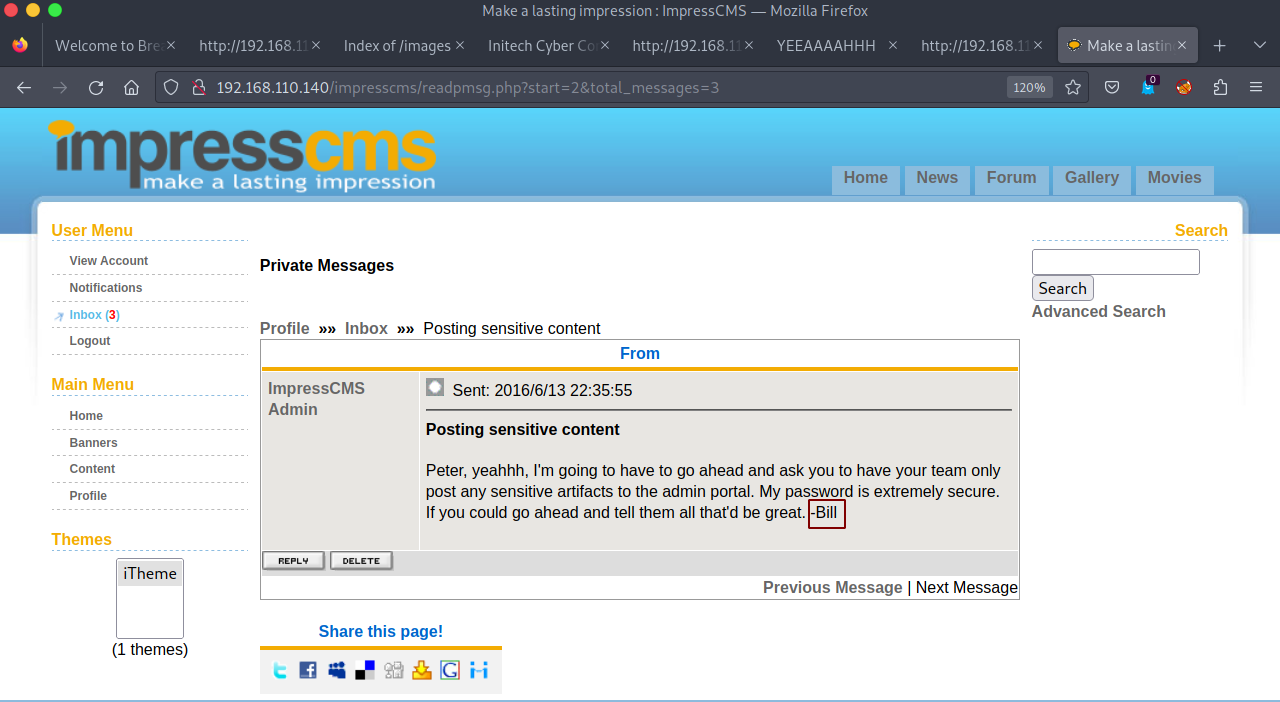 Make a lasting impression : ImpressCMS — Mozilla Firefox
Welcome to Bre
http://192.168.11
Index of /images
Initech Cyber Co
http://192.168.11
YEEAAAAHHH
http://192.168.11
Make a lastin
192.168.110.140/impresscms/readpmsg.php?start=2&total_messages=3
120%
0
impresscms
make a lasting impression
Home News Forum Gallery Movies
User Menu
View Account
Notifications
Inbox (3)
Logout
Main Menu
Home
Banners
Content
Profile
Themes
iTheme
(1 themes)
Private Messages
Profile »» Inbox »» Posting sensitive content
From
ImpressCMS
Admin
Sent: 2016/6/13 22:35:55
Posting sensitive content
Peter, yeahhh, I'm going to have to go ahead and ask you to have your team only
post any sensitive artifacts to the admin portal. My password is extremely secure.
If you could go ahead and tell them all that'd be great. -Bill
REPLY DELETE
Previous Message | Next Message
Share this page!
Search
Search
Advanced Search